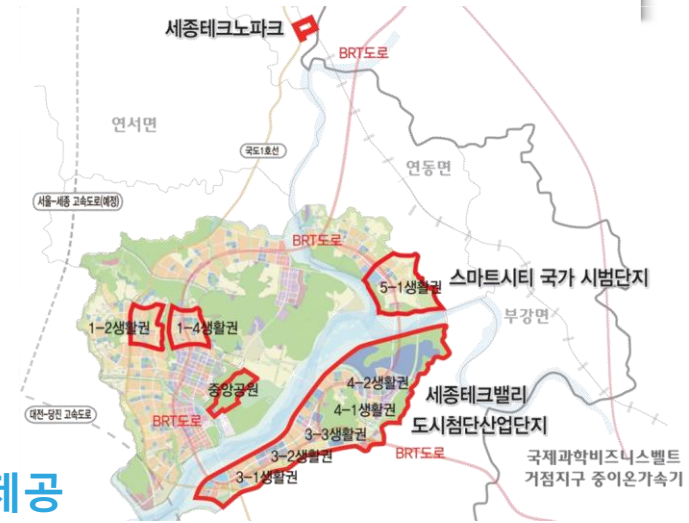 세종테크노파크
BRT도로
연서면
국도1호선
연동면
서울-세종 고속도로(예정)
BRT도로
5-1생활권
스마트시티 국가 시범단지
부강면
1-2생활권
1-4생활권
4-2생활권
중앙공원
세종테크밸리
4-1생활권
대전-당진 고속도로
BRT도로
도시첨단산업단지
3-3생활권
3-2생활권
BRT도로
국제과학비즈니스벨트
3-1생활권
거점지구 중이온가속기
제공